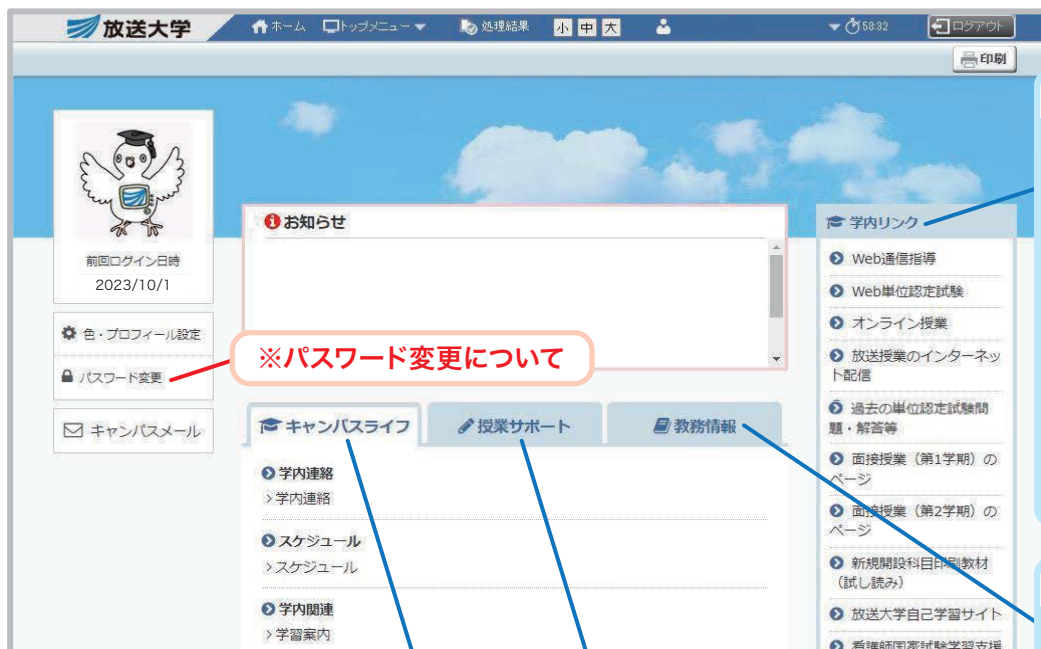 放送大学
ホーム
トップメニュー
処理結果
小 中 大
58:32
ログアウト
印刷
前回ログイン日時
2023/10/1
色・プロフィール設定
パスワード変更
キャンパスメール
お知らせ
※パスワード変更について
キャンパスライフ
授業サポート
教務情報
学内連絡
>学内連絡
スケジュール
>スケジュール
学内関連
>学習案内
学内リンク
Web通信指導
Web単位認定試験
オンライン授業
放送授業のインターネッ
ト配信
過去の単位認定試験問
題・解答等
面接授業（第1学期）の
ページ
面接授業（第2学期）の
ページ
新規開設科目印刷教材
（試し読み）
放送大学自己学習サイト
看護師国家試験学習支援